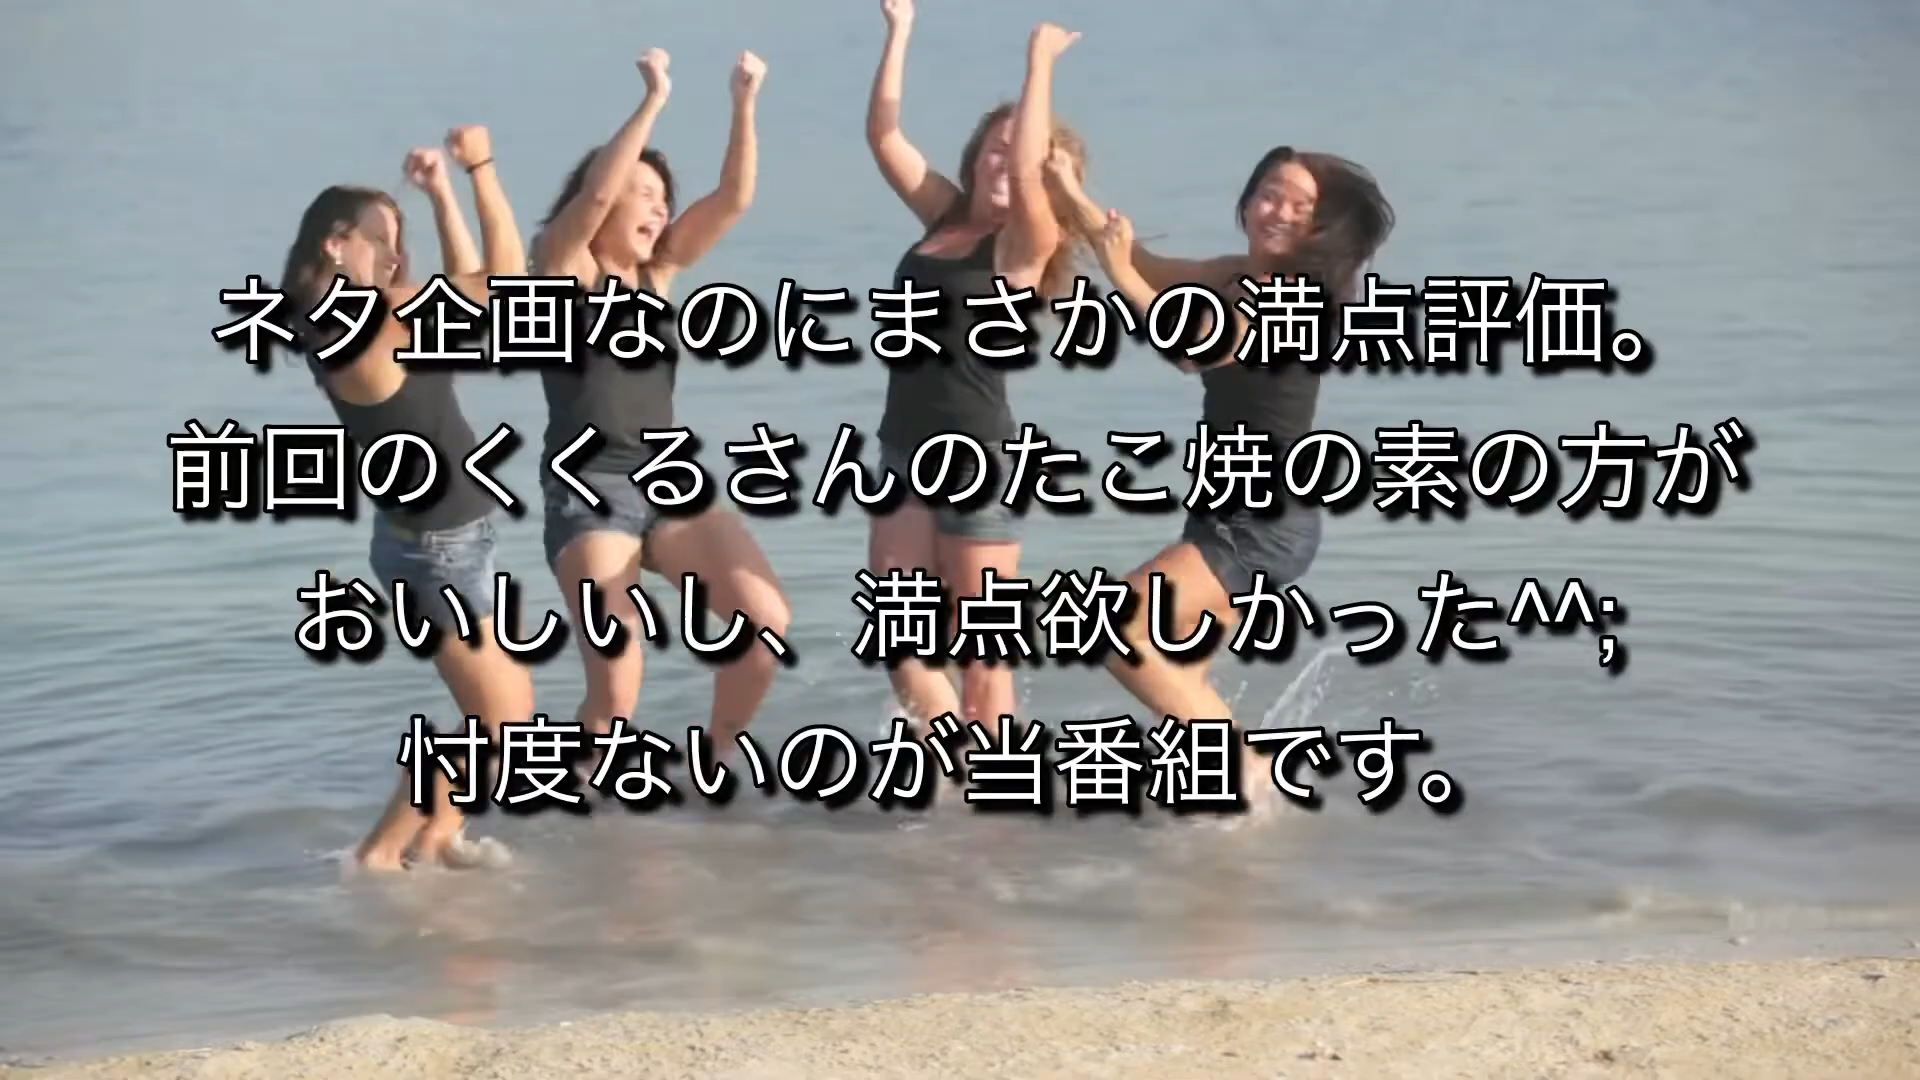 ネタ企画なのにまさかの満点評価。
前回のくくるさんのたこ焼の素の方が
おいしいし、満点欲しかった^^;
忖度ないのが当番組です。